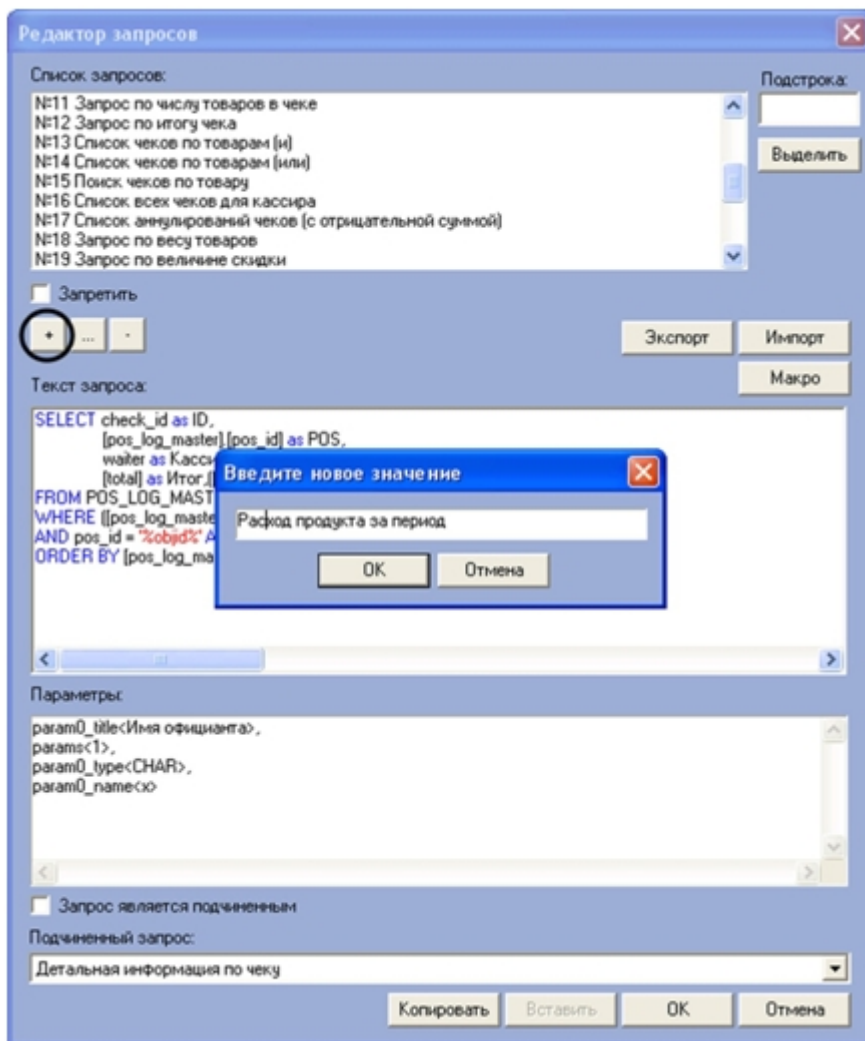 Редактор запросов
Список запросов:
Подстрока:
№11 Запрос по числу товаров в чеке
№12 Запрос по итогу чека
№13 Список чеков по товарам (и)
№14 Список чеков по товарам (или)
№15 Поиск чеков по товару
№16 Список всех чеков для кассира
№17 Список аннулирований чеков (с отрицательной суммой)
№18 Запрос по весу товаров
№19 Запрос по величине скидки
Выделить
Запретить
+ ... -
Экспорт Импорт
Макро
Текст запроса:
SELECT check_id as ID,
[pos_log_master].[pos_id] as POS,
waiter as Касси
[total] as Итог,([
FROM POS_LOG_MAST
WHERE ([pos_log_maste
AND pos_id = '%objid%' A
ORDER BY [pos_log_ma
Введите новое значение
Расход продукта за период
OK Отмена
Параметры:
param0_title<Имя официанта>,
params<1>,
param0_type<CHAR>,
param0_name<x>
Запрос является подчиненным
Подчиненный запрос:
Детальная информация по чеку
Копировать Вставить OK Отмена